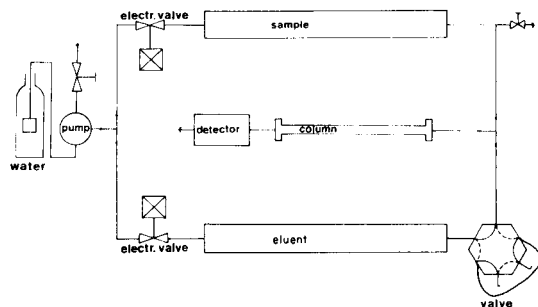 electr. valve
sample
pump
detector
column
water
electr. valve
eluent
valve